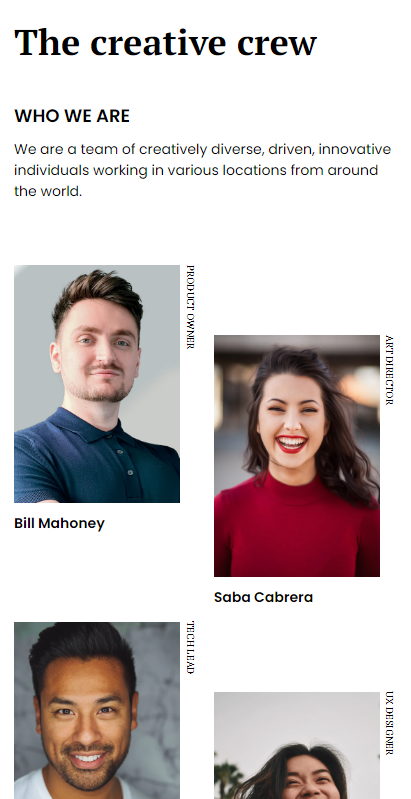 The creative crew
WHO WE ARE
We are a team of creatively diverse, driven, innovative
individuals working in various locations from around
the world.
PRODUCT OWNER
Bill Mahoney
ART DIRECTOR
Saba Cabrera
TECH LEAD
UX DESIGNER